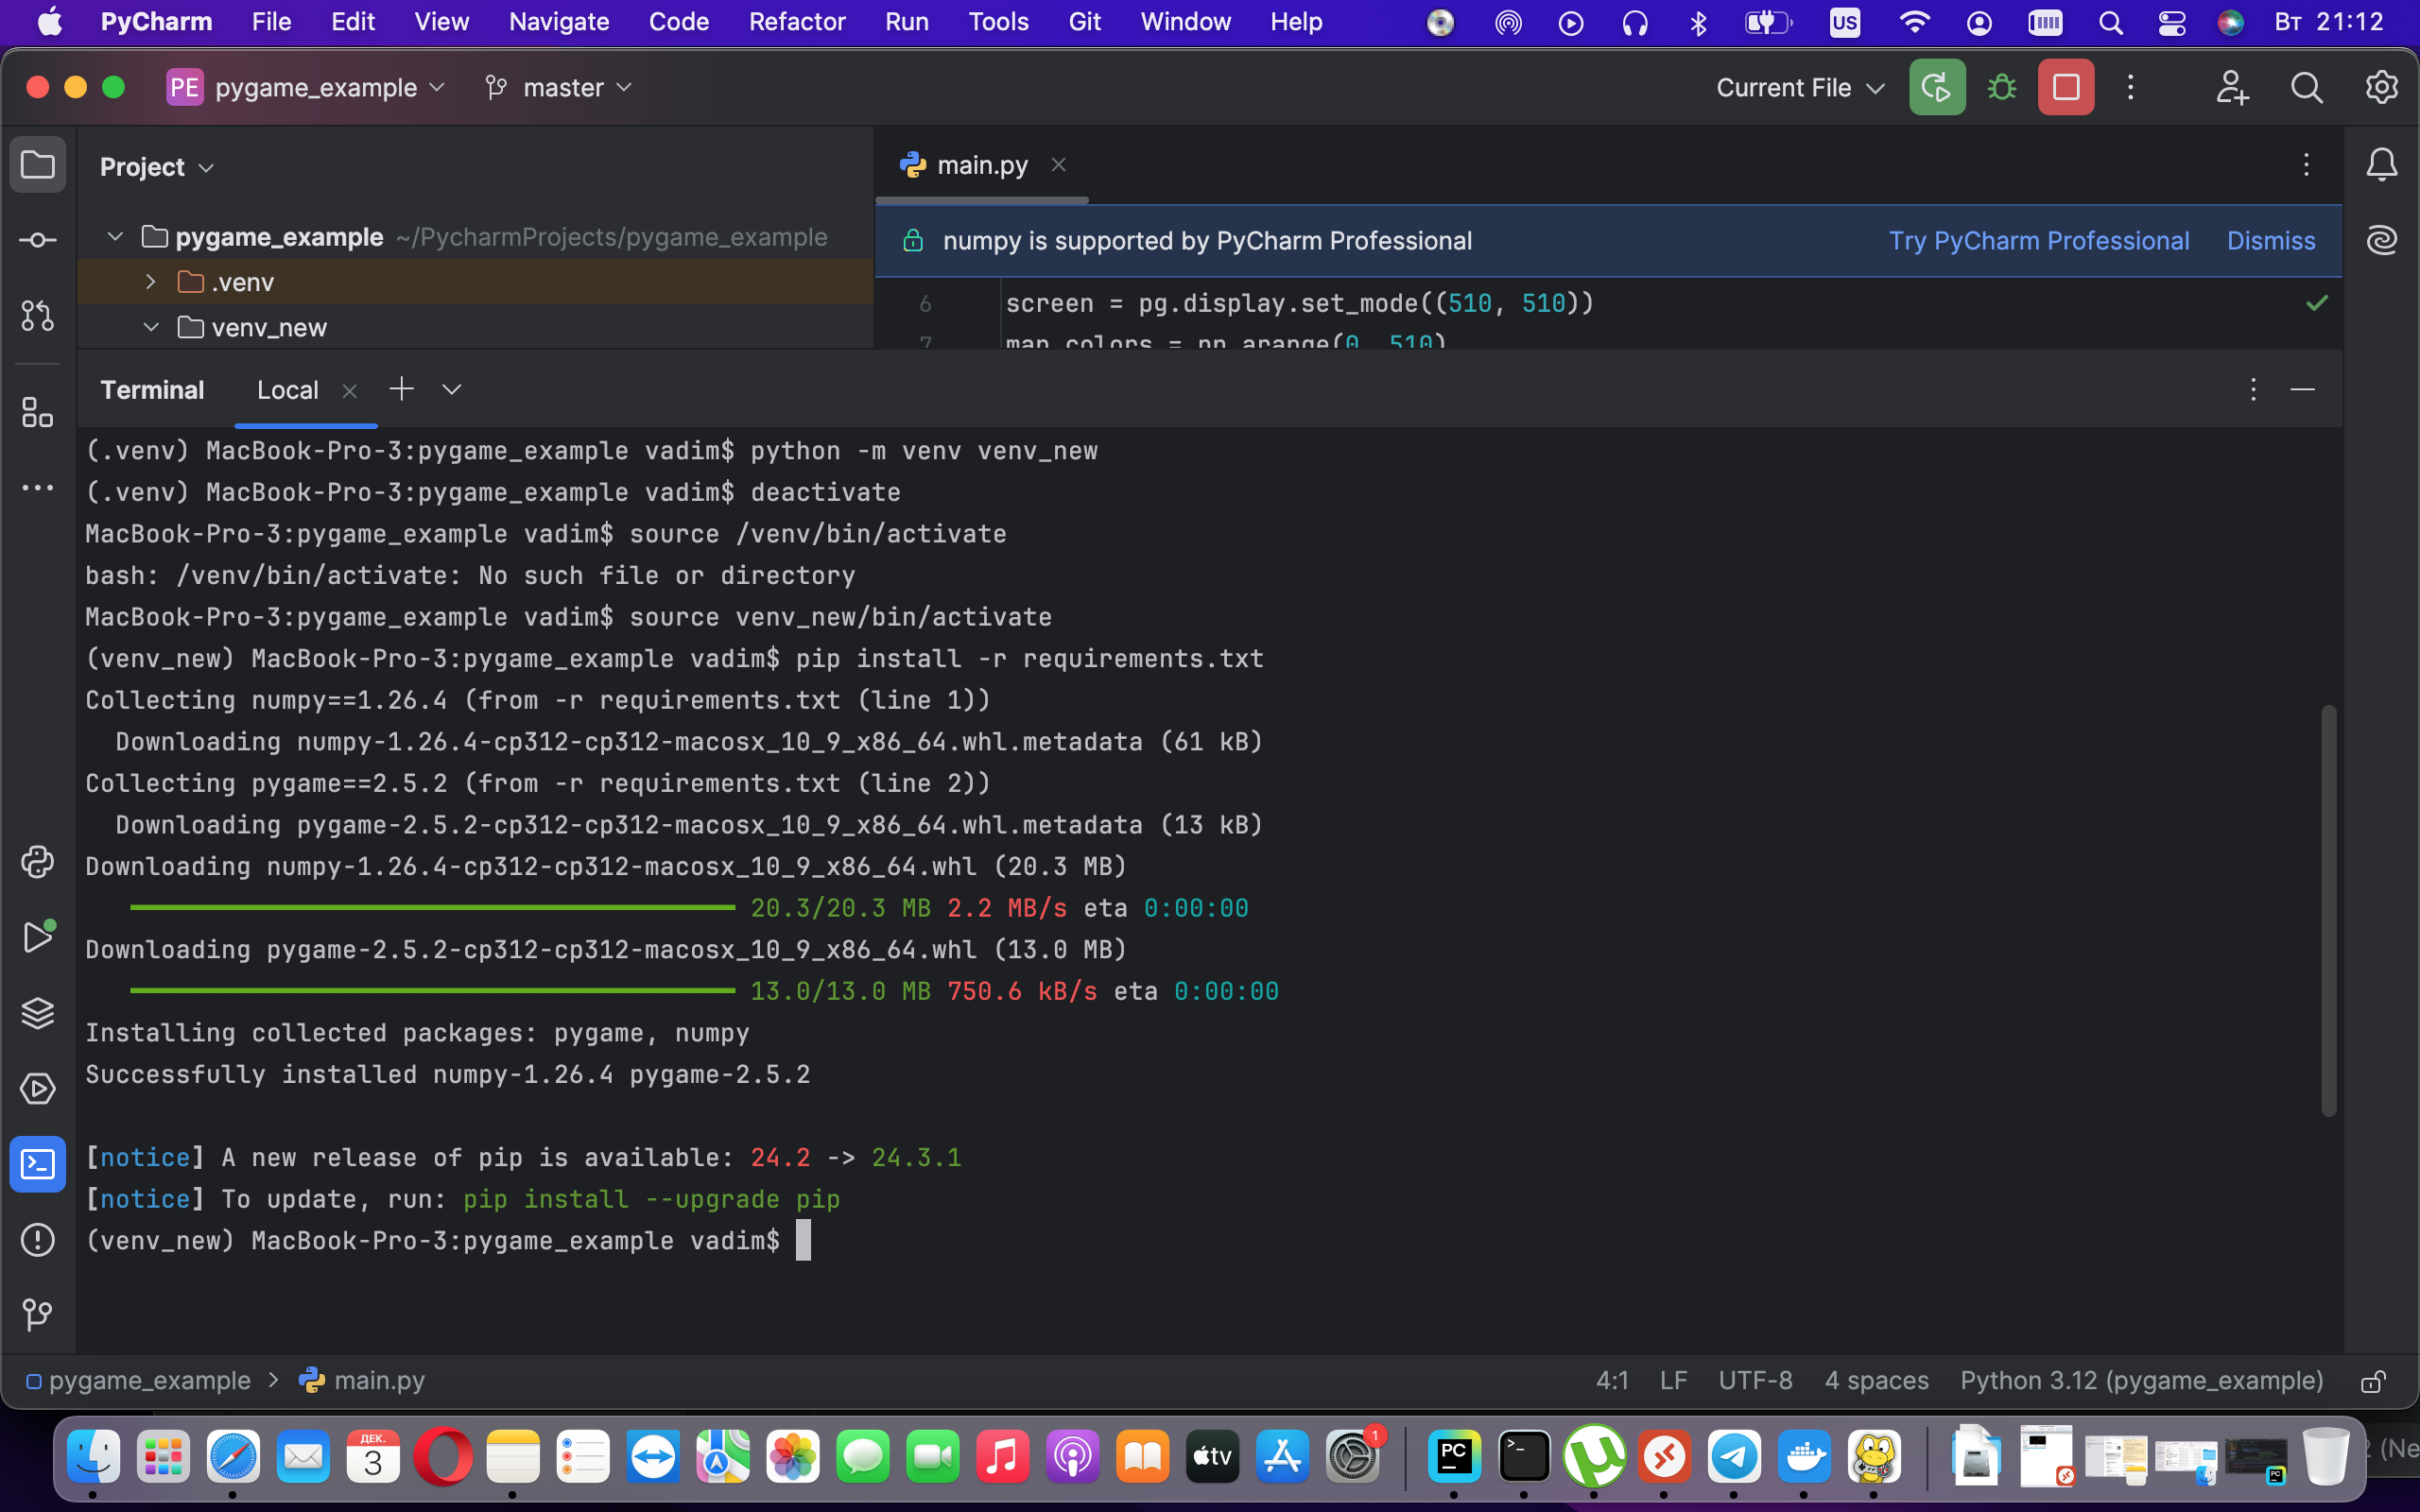 PyCharm File Edit View Navigate Code Refactor Run Tools Git Window Help US Вт 21:12
PE pygame_example master Current File
Project
main.py
pygame_example ~/PycharmProjects/pygame_example
numpy is supported by PyCharm Professional Try PyCharm Professional Dismiss
.venv
6 screen = pg.display.set_mode((510, 510))
venv_new
7 map_colors = np.arange(0, 510)
Terminal Local
(.venv) MacBook-Pro-3:pygame_example vadim$ python -m venv venv_new
(.venv) MacBook-Pro-3:pygame_example vadim$ deactivate
MacBook-Pro-3:pygame_example vadim$ source /venv/bin/activate
bash: /venv/bin/activate: No such file or directory
MacBook-Pro-3:pygame_example vadim$ source venv_new/bin/activate
(venv_new) MacBook-Pro-3:pygame_example vadim$ pip install -r requirements.txt
Collecting numpy==1.26.4 (from -r requirements.txt (line 1))
Downloading numpy-1.26.4-cp312-cp312-macosx_10_9_x86_64.whl.metadata (61 kB)
Collecting pygame==2.5.2 (from -r requirements.txt (line 2))
Downloading pygame-2.5.2-cp312-cp312-macosx_10_9_x86_64.whl.metadata (13 kB)
Downloading numpy-1.26.4-cp312-cp312-macosx_10_9_x86_64.whl (20.3 MB)
20.3/20.3 MB 2.2 MB/s eta 0:00:00
Downloading pygame-2.5.2-cp312-cp312-macosx_10_9_x86_64.whl (13.0 MB)
13.0/13.0 MB 750.6 kB/s eta 0:00:00
Installing collected packages: pygame, numpy
Successfully installed numpy-1.26.4 pygame-2.5.2
[notice] A new release of pip is available: 24.2 -> 24.3.1
[notice] To update, run: pip install --upgrade pip
(venv_new) MacBook-Pro-3:pygame_example vadim$
pygame_example > main.py 4:1 LF UTF-8 4 spaces Python 3.12 (pygame_example)
ДЕК.
3
tv
1
PC
>_
2 (Ne